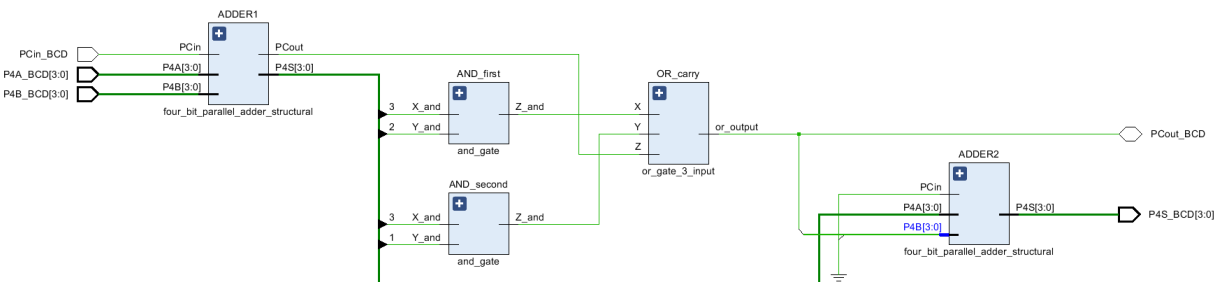 ADDER1
PCin_BCD
PCin
PCout
P4A_BCD[3:0]
P4A[3:0]
P4S[3:0]
P4B_BCD[3:0]
P4B[3:0]
four_bit_parallel_adder_structural
AND_first
3
X_and
Z_and
2
Y_and
and_gate
OR_carry
X
Y
Z
or_output
or_gate_3_input
PCout_BCD
AND_second
3
X_and
Z_and
1
Y_and
and_gate
ADDER2
PCin
P4A[3:0]
P4S[3:0]
P4S_BCD[3:0]
P4B[3:0]
four_bit_parallel_adder_structural